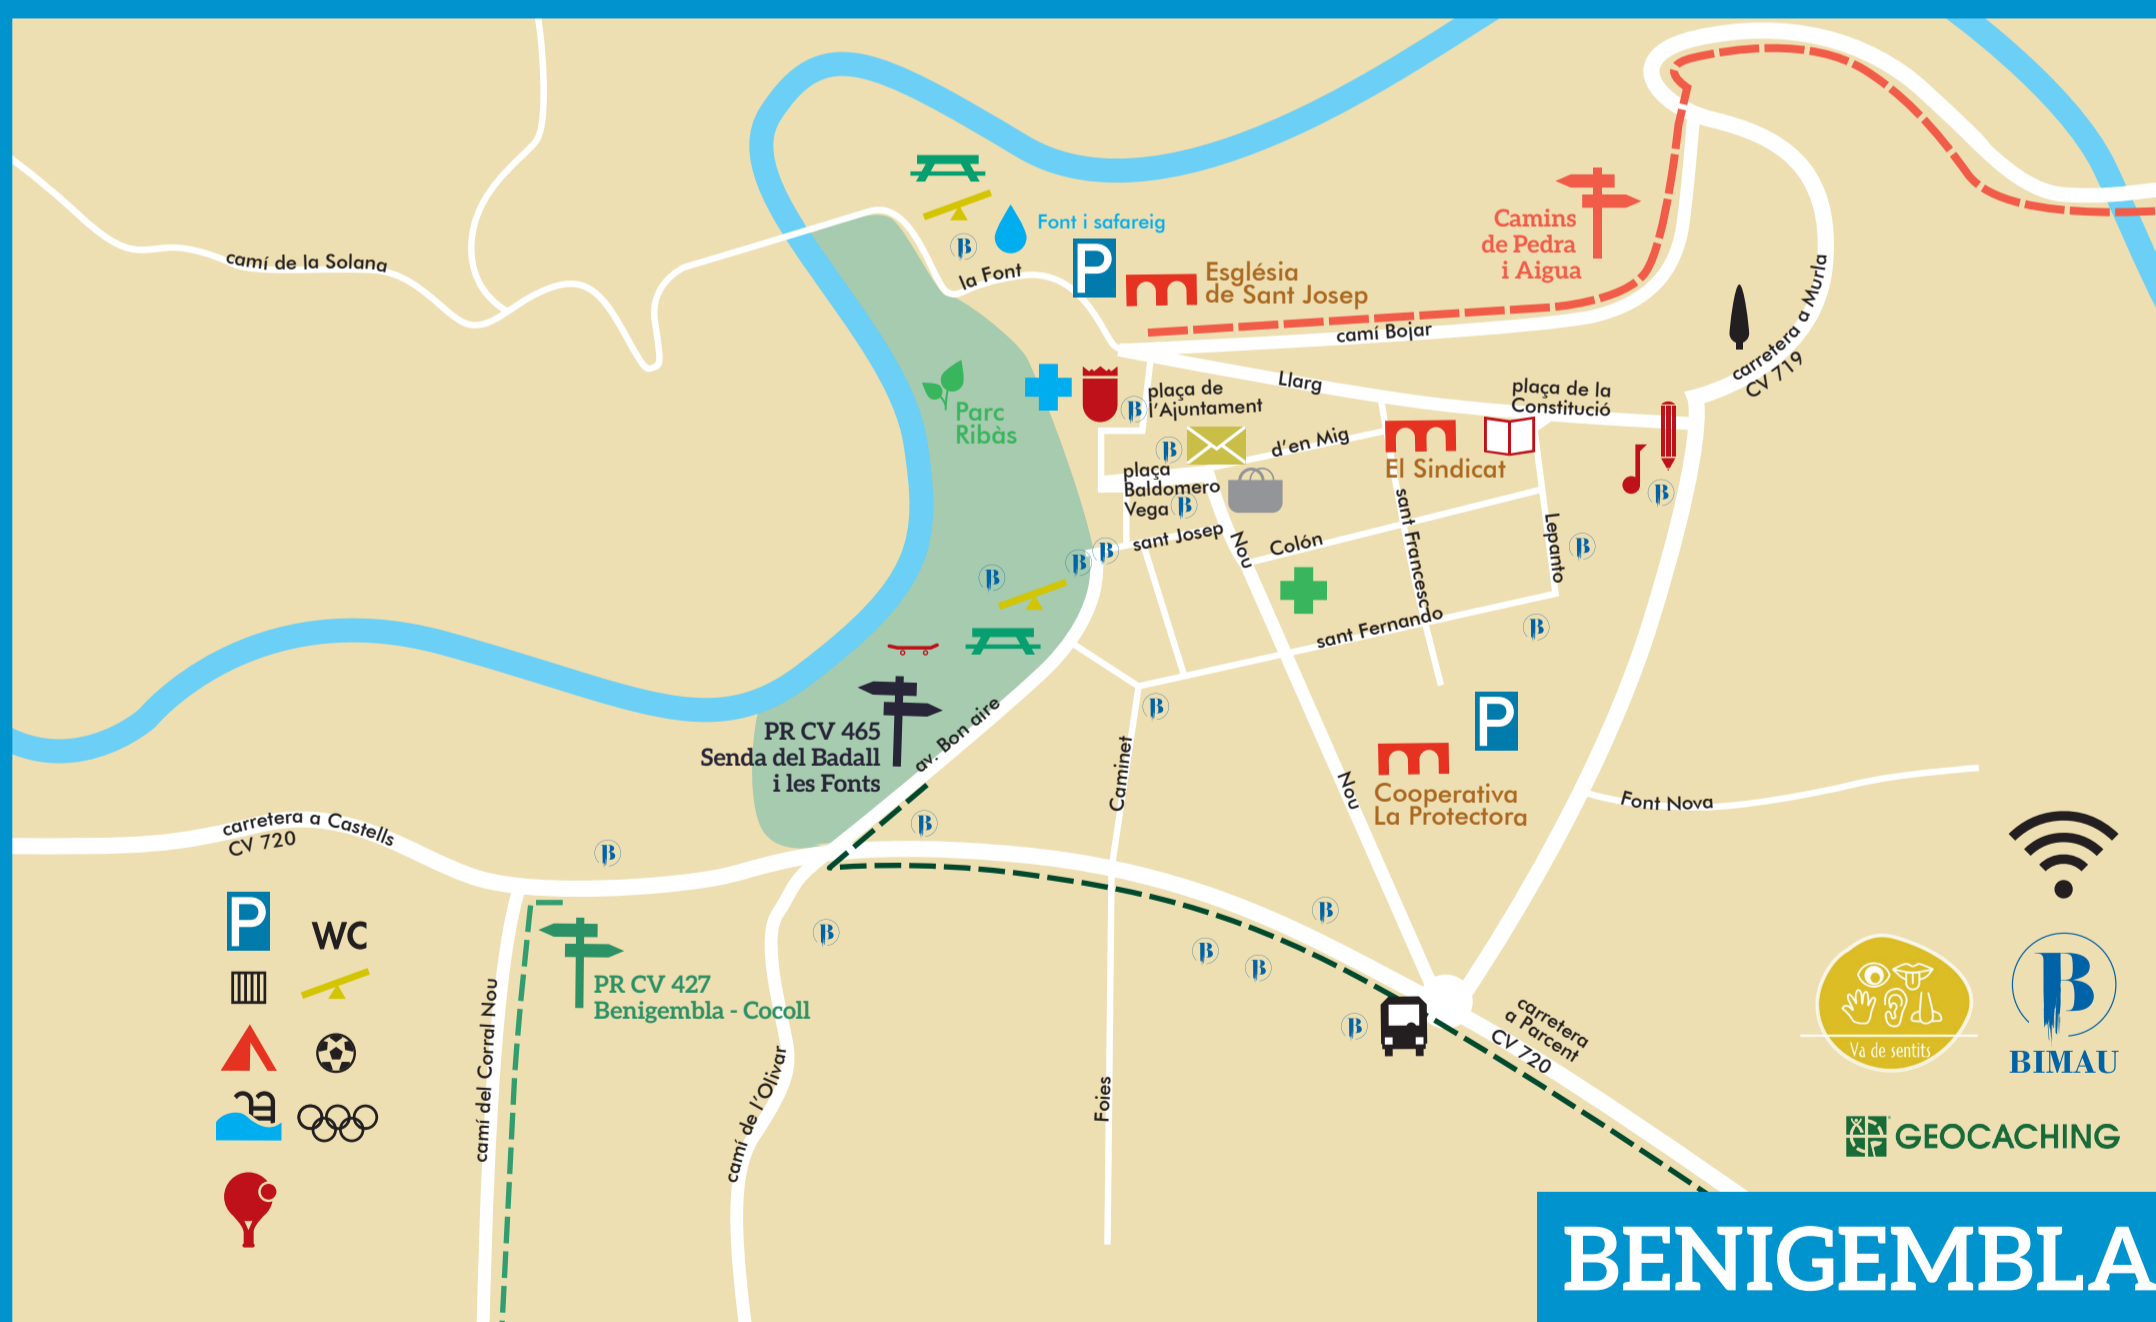 camí de la Solana
Font i safareig
la Font
P
Església
de Sant Josep
Camins
de Pedra
i Aigua
camí Bojar
carretera a Murla
CV 719
Llarg
plaça de
l'Ajuntament
plaça de la
Constitució
Parc
Ribàs
d'en Mig
El Sindicat
plaça
Baldomero
Vega
sant Josep
Nou
Colón
sant Francesc
Lepanto
sant Fernando
PR CV 465
Senda del Badall
i les Fonts
av. Bon aire
Caminet
Nou
P
Cooperativa
La Protectora
Font Nova
carretera a Castells
CV 720
P
WC
PR CV 427
Benigembla - Cocoll
camí del Corral Nou
camí de l'Olivar
Foies
carretera
a Parcent
CV 720
Va de sentits
B
BIMAU
GEOCACHING
BENIGEMBLA